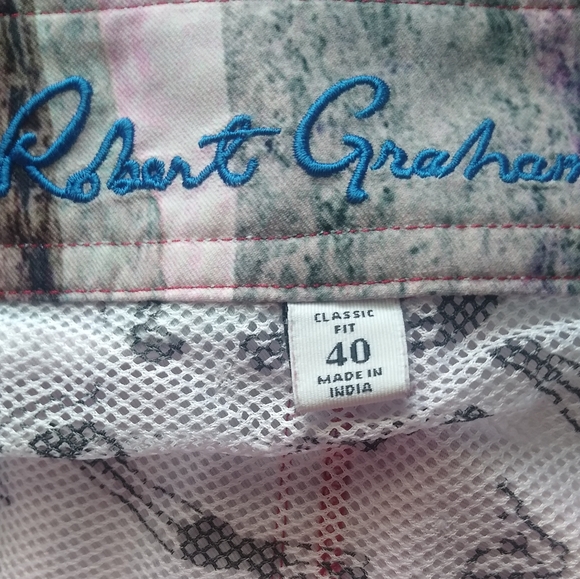 Robert Graham
CLASSIC
FIT
40
MADE IN
INDIA